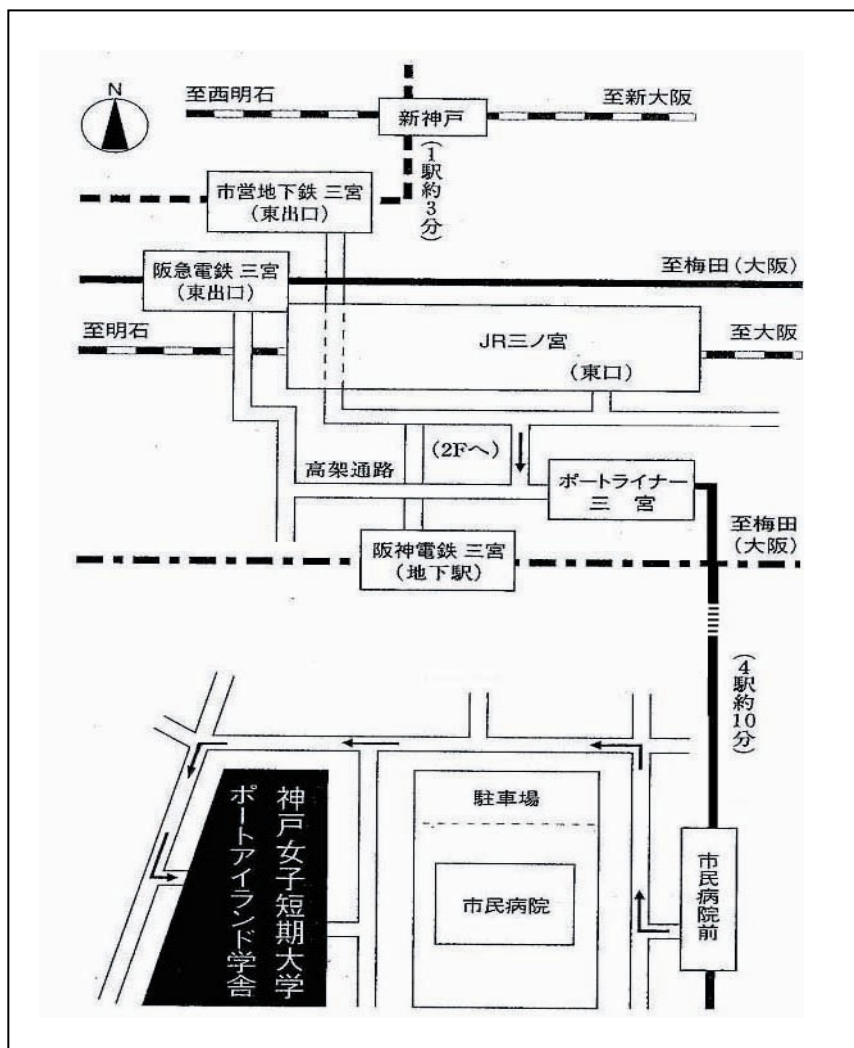 N
至西明石
新神戸
至新大阪
(1駅約3分)
市営地下鉄 三宮
(東出口)
阪急電鉄 三宮
(東出口)
至梅田(大阪)
至明石
JR三ノ宮
(東口)
至大阪
(2Fへ)
高架通路
ポートライナー
三 宮
至梅田
(大阪)
阪神電鉄 三宮
(地下駅)
(4駅約10分)
駐車場
市民病院
市民病院前
神戸女子短期大学
ポートアイランド学舎